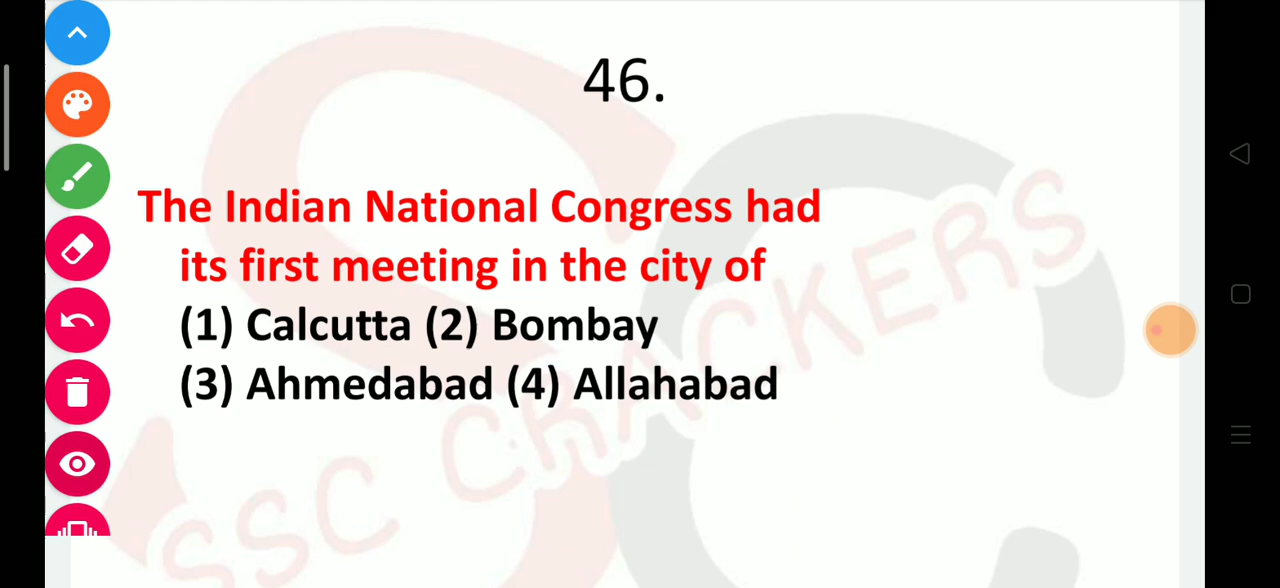 46.
The Indian National Congress had
its first meeting in the city of
(1) Calcutta (2) Bombay
(3) Ahmedabad (4) Allahabad
SSC CRACKERS